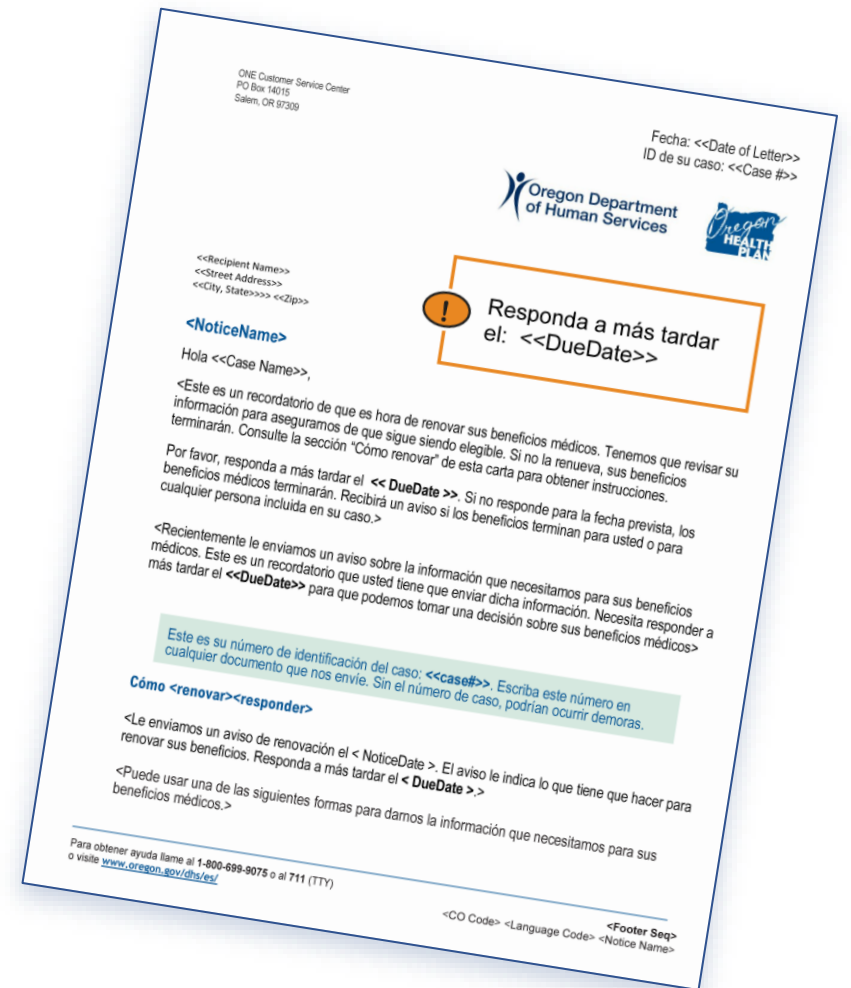 ONE Customer Service Center
PO Box 14015
Salem, OR 97309
Fecha: <<Date of Letter>>
ID de su caso: <<Case #>>
Oregon Department
of Human Services
Oregon
HEALTH
PLAN
<<Recipient Name>>
<<Street Address>>
<<City, State>>>> <<Zip>>
!
Responda a más tardar
el: <<DueDate>>
<NoticeName>
Hola <<Case Name>>,
<Este es un recordatorio de que es hora de renovar sus beneficios médicos. Tenemos que revisar su
información para asegurarnos de que sigue siendo elegible. Si no la renueva, sus beneficios
terminarán. Consulte la sección “Cómo renovar” de esta carta para obtener instrucciones.
Por favor, responda a más tardar el << DueDate >>. Si no responde para la fecha prevista, los
beneficios médicos terminarán. Recibirá un aviso si los beneficios terminan para usted o para
cualquier persona incluida en su caso.>
<Recientemente le enviamos un aviso sobre la información que necesitamos para sus beneficios
médicos. Este es un recordatorio que usted tiene que enviar dicha información. Necesita responder a
más tardar el <<DueDate>> para que podemos tomar una decisión sobre sus beneficios médicos>
Este es su número de identificación del caso: <<case#>>. Escriba este número en
cualquier documento que nos envíe. Sin el número de caso, podrían ocurrir demoras.
Cómo <renovar><responder>
<Le enviamos un aviso de renovación el < NoticeDate >. El aviso le indica lo que tiene que hacer para
renovar sus beneficios. Responda a más tardar el < DueDate >.>
<Puede usar una de las siguientes formas para darnos la información que necesitamos para sus
beneficios médicos.>
Para obtener ayuda llame al 1-800-699-9075 o al 711 (TTY)
o visite www.oregon.gov/dhs/es/
<Footer Seq>
<CO Code> <Language Code> <Notice Name>